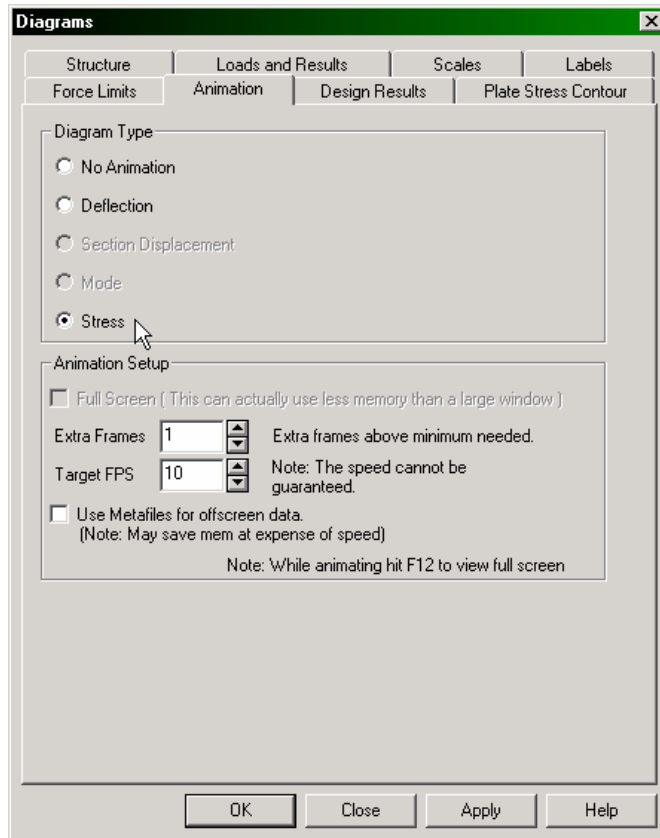 Diagrams
Structure
Loads and Results
Scales
Labels
Force Limits
Animation
Design Results
Plate Stress Contour
Diagram Type
No Animation
Deflection
Section Displacement
Mode
Stress
Animation Setup
Full Screen ( This can actually use less memory than a large window )
Extra Frames 1 Extra frames above minimum needed.
Target FPS 10 Note: The speed cannot be
guaranteed.
Use Metafiles for offscreen data.
(Note: May save mem at expense of speed)
Note: While animating hit F12 to view full screen
OK Close Apply Help